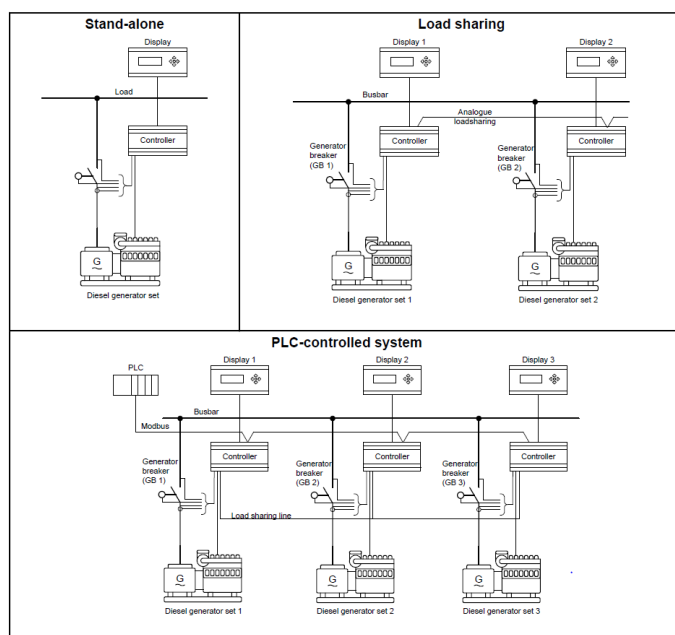 Stand-alone
Display
Load
Controller
G
~
Diesel generator set
Load sharing
Display 1
Display 2
Busbar
Analogue
loadsharing
Controller
Controller
Generator
breaker
(GB 1)
Generator
breaker
(GB 2)
G
~
G
~
Diesel generator set 1
Diesel generator set 2
PLC-controlled system
PLC
Display 1
Display 2
Display 3
Busbar
Modbus
Controller
Controller
Controller
Generator
breaker
(GB 1)
Generator
breaker
(GB 2)
Generator
breaker
(GB 3)
Load sharing line
G
~
G
~
G
~
Diesel generator set 1
Diesel generator set 2
Diesel generator set 3